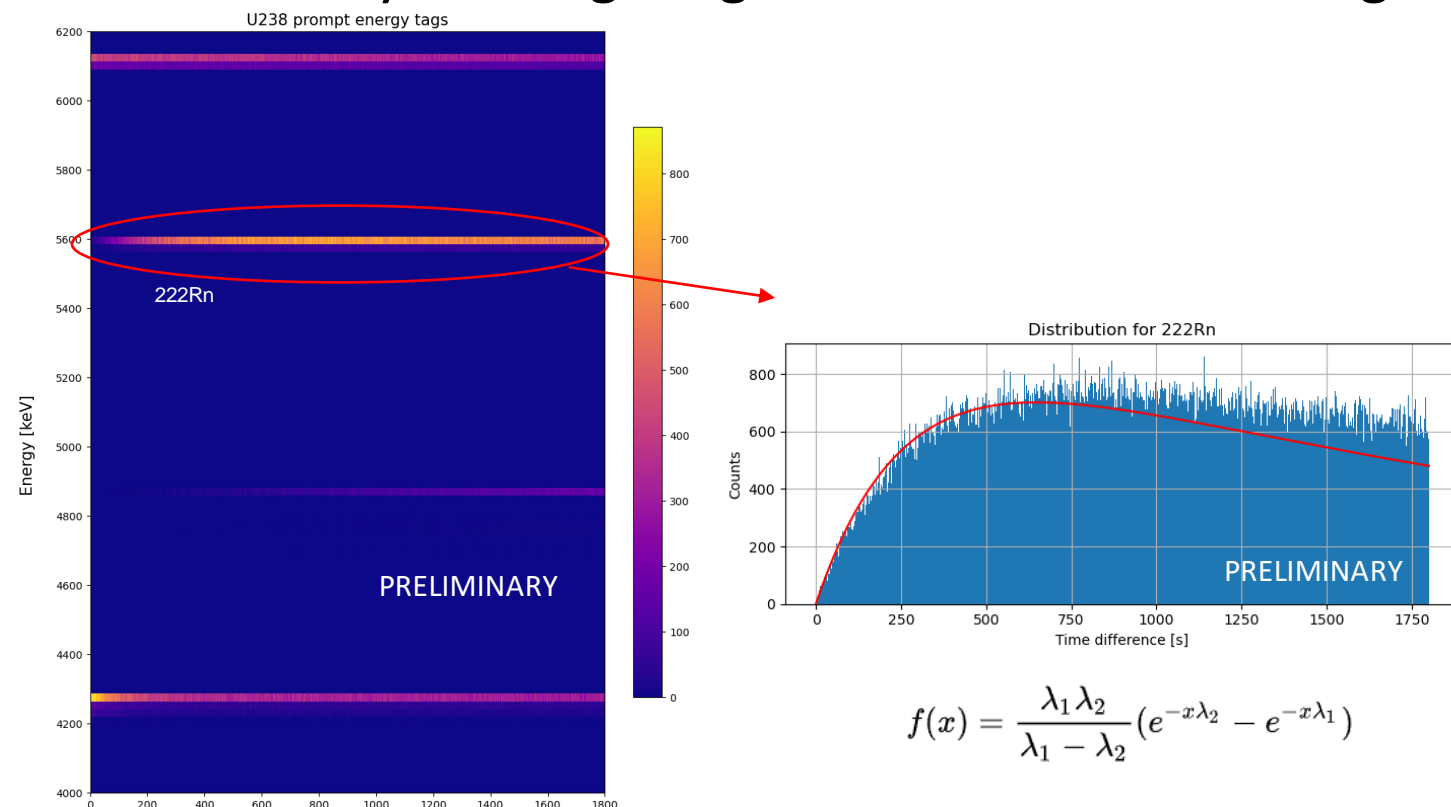 U238 prompt energy tags
6200
6000
5800
5600
5400
5200
5000
4800
4600
4400
4200
4000
Energy [keV]
0 200 400 600 800 1000 1200 1400 1600 1800
222Rn
PRELIMINARY
800
700
600
500
400
300
200
100
0
Distribution for 222Rn
800
600
400
200
0
Counts
0 250 500 750 1000 1250 1500 1750
Time difference [s]
PRELIMINARY
f(x) = \frac{λ₁λ₂}{λ₁ − λ₂}(e^{−xλ₂} − e^{−xλ₁})